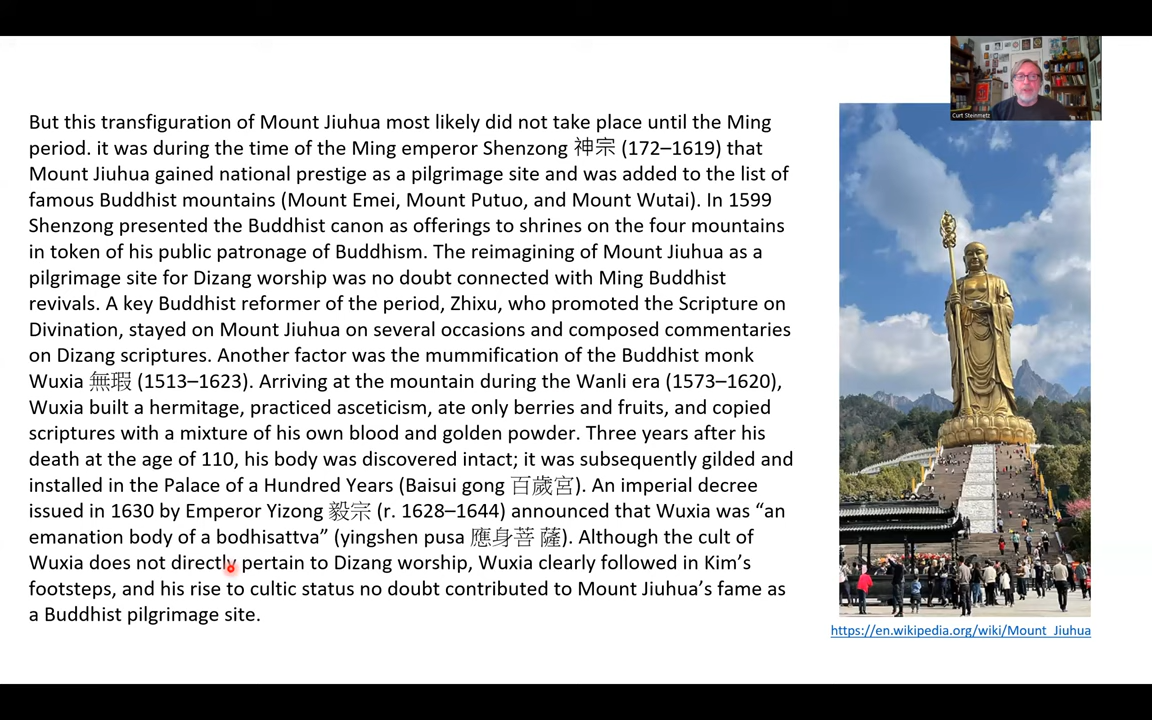 But this transfiguration of Mount Jiuhua most likely did not take place until the Ming
period. it was during the time of the Ming emperor Shenzong 神宗 (172–1619) that
Mount Jiuhua gained national prestige as a pilgrimage site and was added to the list of
famous Buddhist mountains (Mount Emei, Mount Putuo, and Mount Wutai). In 1599
Shenzong presented the Buddhist canon as offerings to shrines on the four mountains
in token of his public patronage of Buddhism. The reimagining of Mount Jiuhua as a
pilgrimage site for Dizang worship was no doubt connected with Ming Buddhist
revivals. A key Buddhist reformer of the period, Zhixu, who promoted the Scripture on
Divination, stayed on Mount Jiuhua on several occasions and composed commentaries
on Dizang scriptures. Another factor was the mummification of the Buddhist monk
Wuxia 無瑕 (1513–1623). Arriving at the mountain during the Wanli era (1573–1620),
Wuxia built a hermitage, practiced asceticism, ate only berries and fruits, and copied
scriptures with a mixture of his own blood and golden powder. Three years after his
death at the age of 110, his body was discovered intact; it was subsequently gilded and
installed in the Palace of a Hundred Years (Baisui gong 百歲宮). An imperial decree
issued in 1630 by Emperor Yizong 毅宗 (r. 1628–1644) announced that Wuxia was “an
emanation body of a bodhisattva” (yingshen pusa 應身菩 薩). Although the cult of
Wuxia does not directly pertain to Dizang worship, Wuxia clearly followed in Kim’s
footsteps, and his rise to cultic status no doubt contributed to Mount Jiuhua’s fame as
a Buddhist pilgrimage site.
Curt Steinmetz
https://en.wikipedia.org/wiki/Mount_Jiuhua